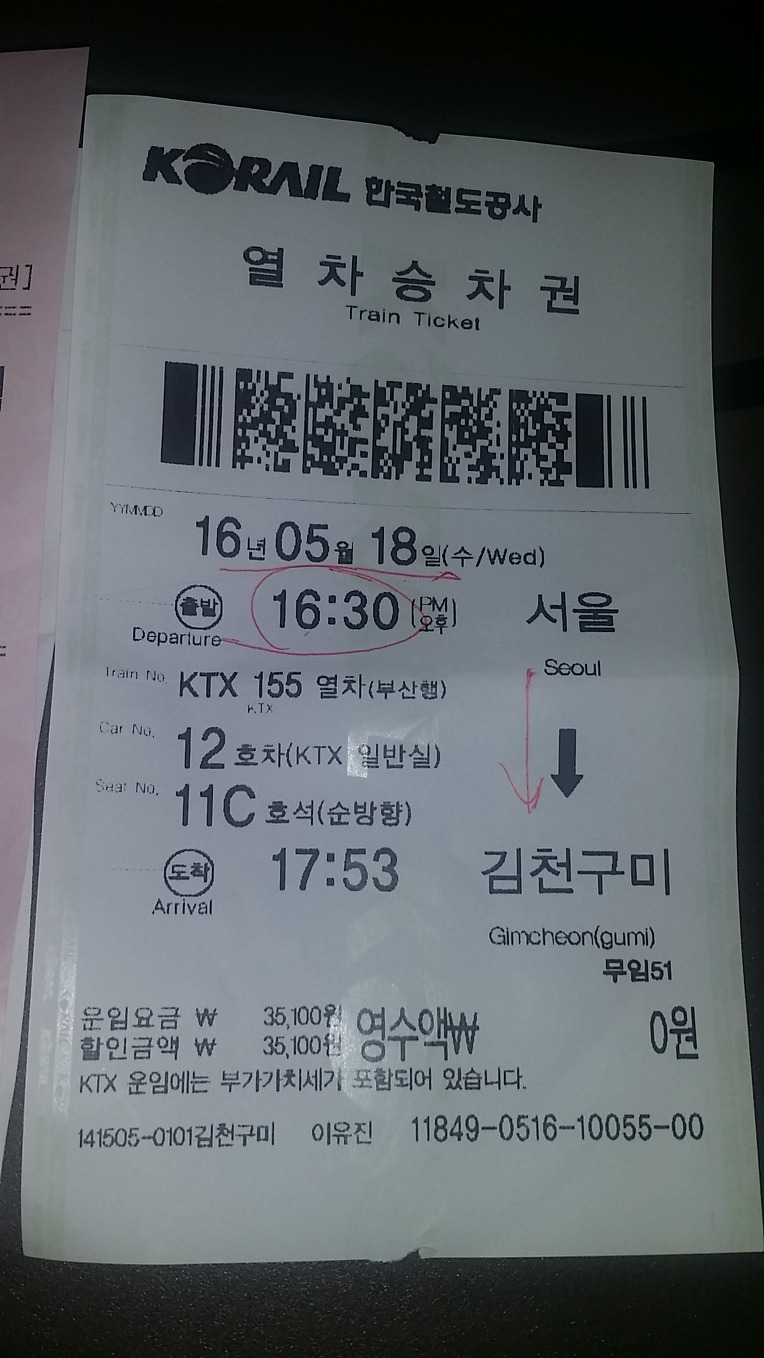 KORAIL 한국철도공사
열차승차권
Train Ticket
YYMMDD
16년 05월 18일(수/Wed)
출발 16:30 (PM 오후) 서울
Departure
Seoul
Train No. KTX 155 열차(부산행)
KTX
Car No. 12 호차(KTX 일반실)
Seat No. 11C 호석(순방향)
도착 17:53 김천구미
Arrival
Gimcheon(gumi)
무임51
운임요금 ₩ 35,100원 영수액₩ 0원
할인금액 ₩ 35,100원
KTX 운임에는 부가가치세가 포함되어 있습니다.
141505-0101김천구미 이유진 11849-0516-10055-00
권]
===